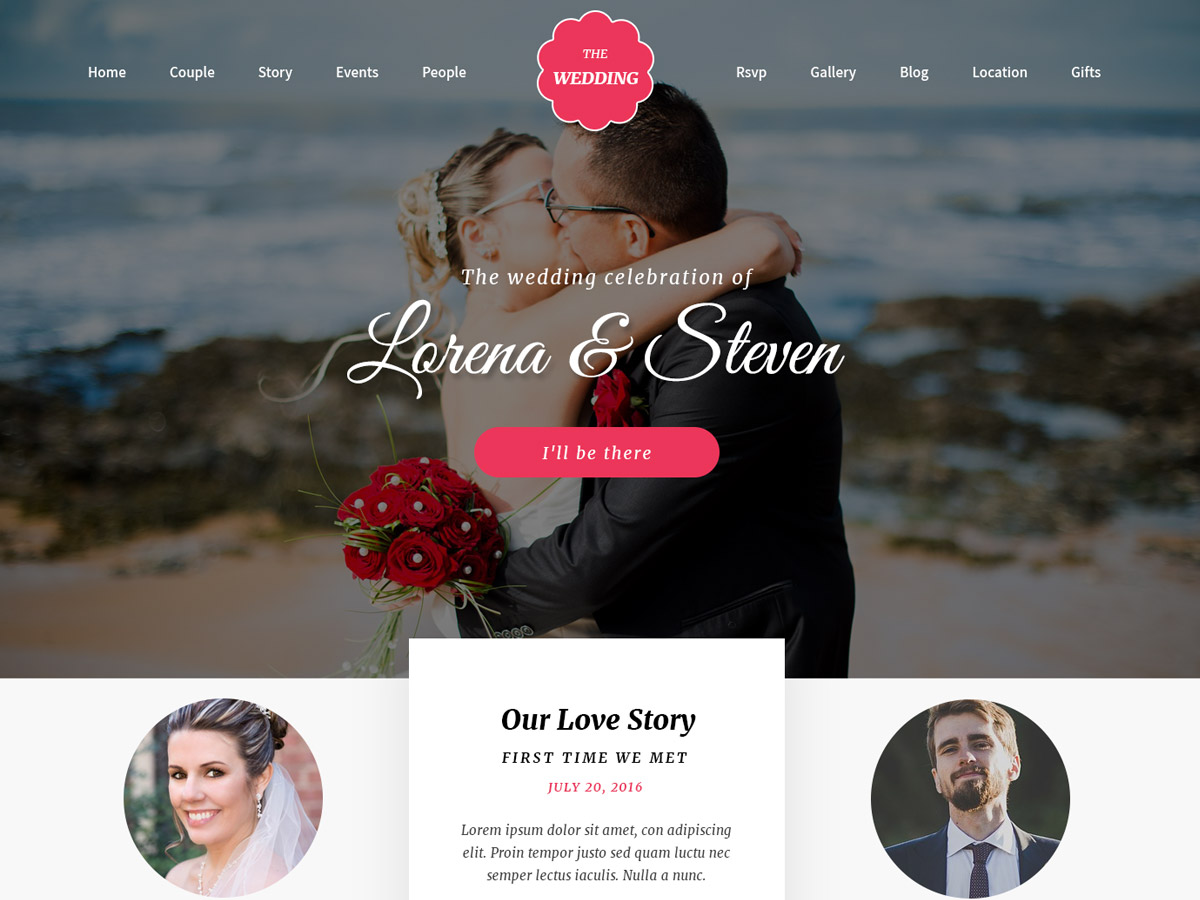 Home Couple Story Events People
THE
WEDDING
Rsvp Gallery Blog Location Gifts
The wedding celebration of
Lorena & Steven
I'll be there
Our Love Story
FIRST TIME WE MET
JULY 20, 2016
Lorem ipsum dolor sit amet, con adipiscing
elit. Proin tempor justo sed quam luctu nec
semper lectus iaculis. Nulla a nunc.